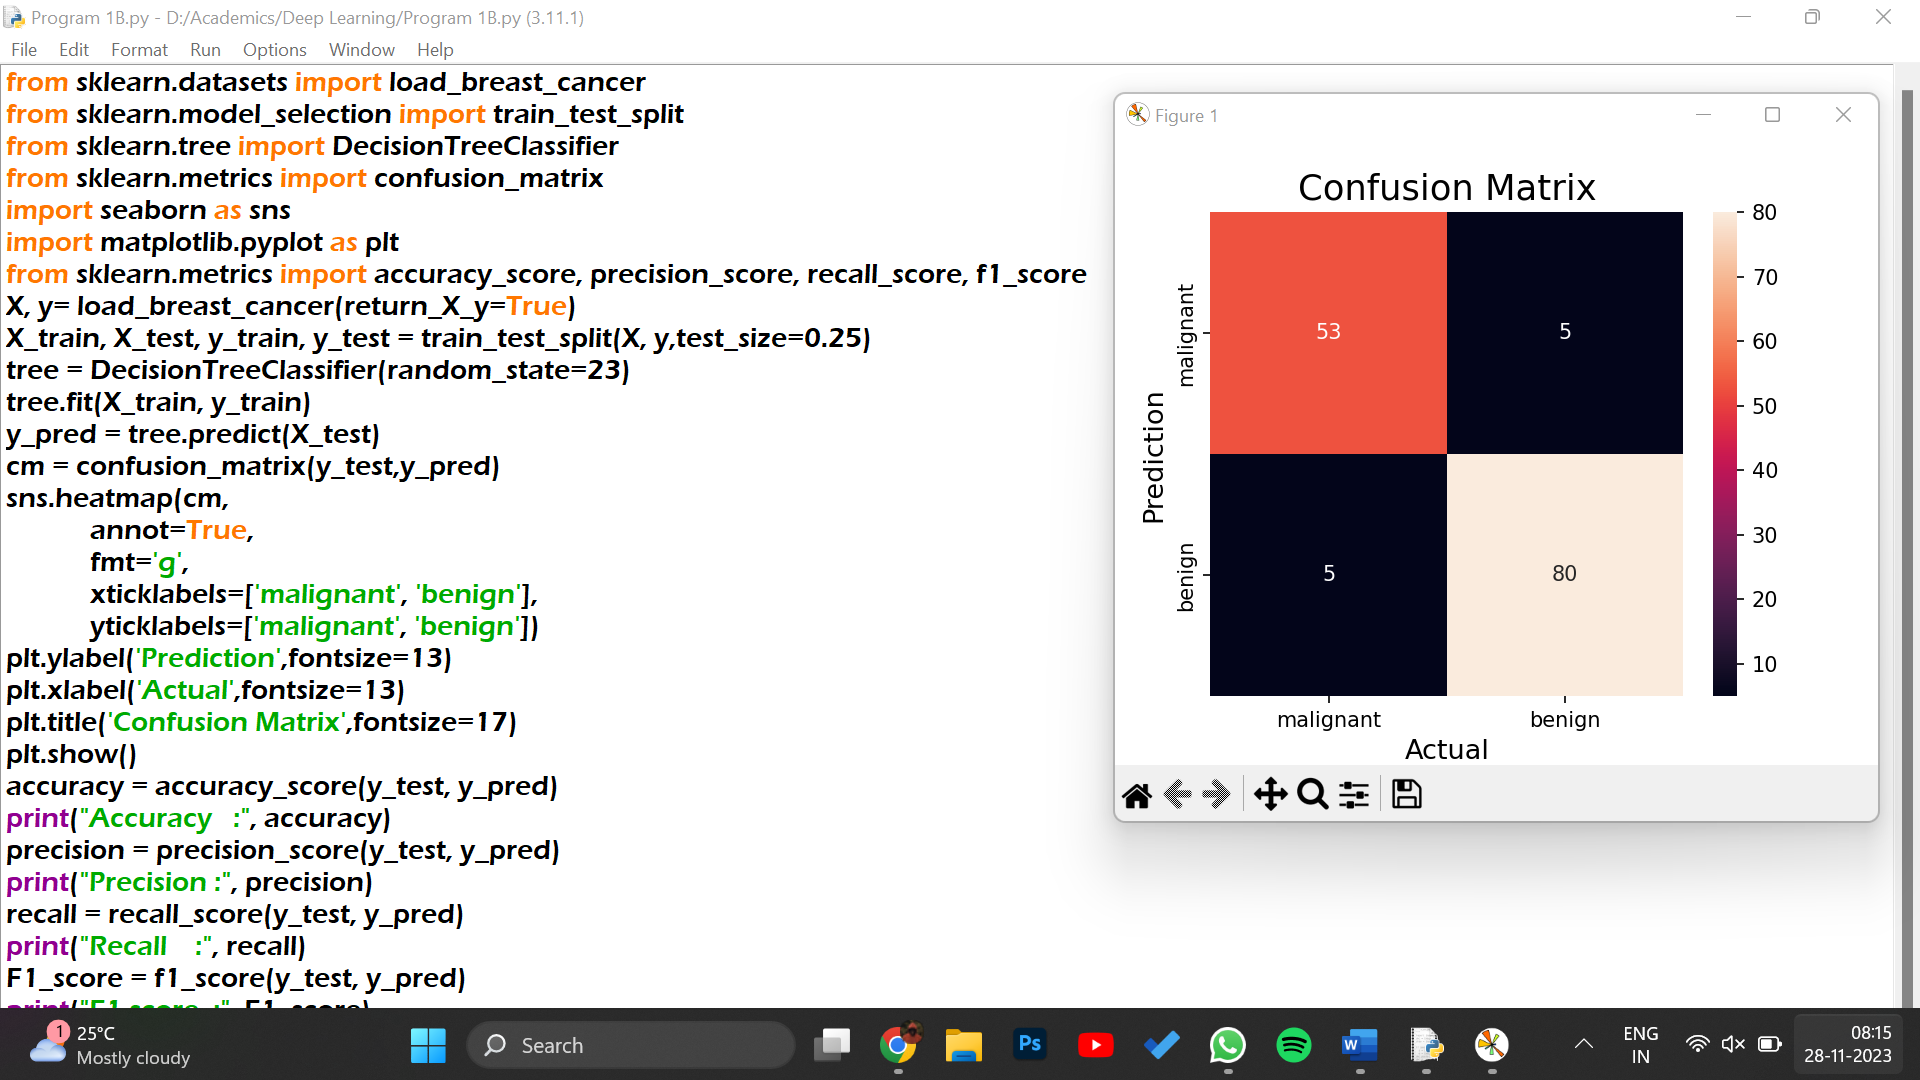 Program 1B.py - D:/Academics/Deep Learning/Program 1B.py (3.11.1)
File Edit Format Run Options Window Help
from sklearn.datasets import load_breast_cancer
from sklearn.model_selection import train_test_split
from sklearn.tree import DecisionTreeClassifier
from sklearn.metrics import confusion_matrix
import seaborn as sns
import matplotlib.pyplot as plt
from sklearn.metrics import accuracy_score, precision_score, recall_score, f1_score
X, y= load_breast_cancer(return_X_y=True)
X_train, X_test, y_train, y_test = train_test_split(X, y,test_size=0.25)
tree = DecisionTreeClassifier(random_state=23)
tree.fit(X_train, y_train)
y_pred = tree.predict(X_test)
cm = confusion_matrix(y_test,y_pred)
sns.heatmap(cm,
annot=True,
fmt='g',
xticklabels=['malignant', 'benign'],
yticklabels=['malignant', 'benign'])
plt.ylabel('Prediction',fontsize=13)
plt.xlabel('Actual',fontsize=13)
plt.title('Confusion Matrix',fontsize=17)
plt.show()
accuracy = accuracy_score(y_test, y_pred)
print("Accuracy   :", accuracy)
precision = precision_score(y_test, y_pred)
print("Precision :", precision)
recall = recall_score(y_test, y_pred)
print("Recall    :", recall)
F1_score = f1_score(y_test, y_pred)
print("F1-score  :", F1_score)
Figure 1
Confusion Matrix
Prediction
malignant
benign
53
5
5
80
malignant
benign
Actual
80
70
60
50
40
30
20
10
1
25°C
Mostly cloudy
Search
Ps
W
ENG
IN
08:15
28-11-2023